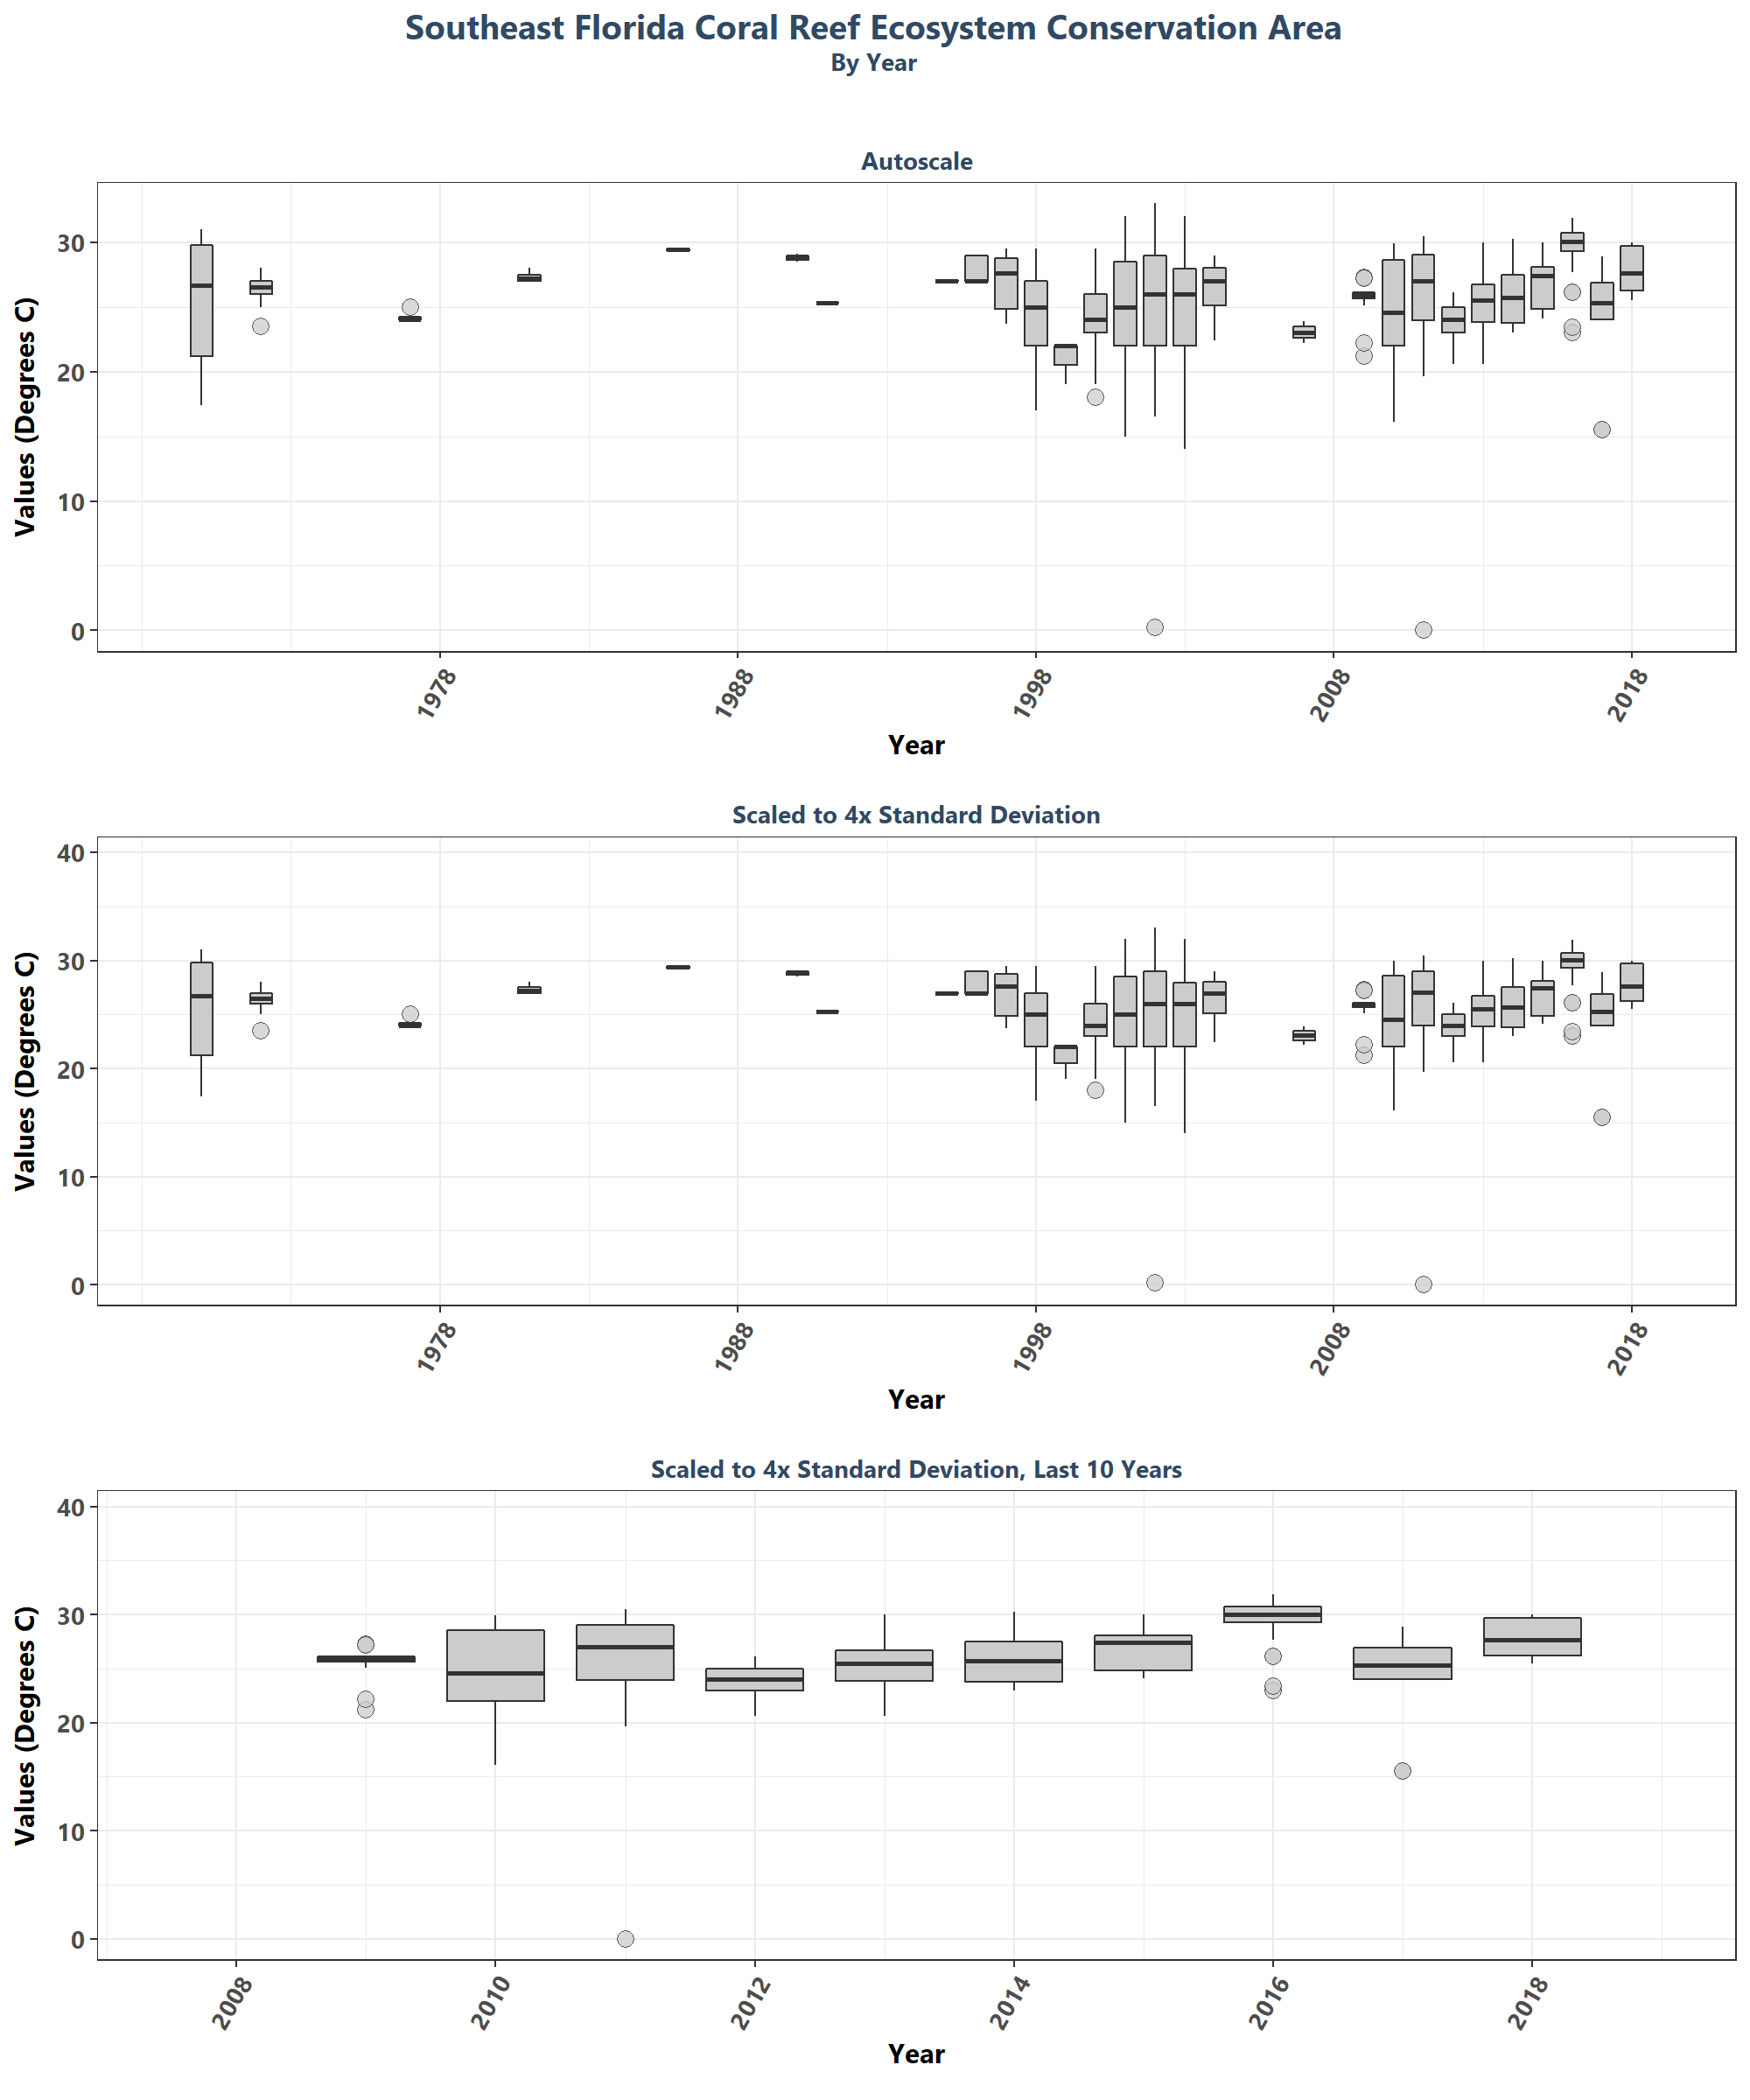 Southeast Florida Coral Reef Ecosystem Conservation Area
By Year
Autoscale
Values (Degrees C)
30
20
10
0
1978
1988
1998
2008
2018
Year
Scaled to 4x Standard Deviation
Values (Degrees C)
40
30
20
10
0
1978
1988
1998
2008
2018
Year
Scaled to 4x Standard Deviation, Last 10 Years
Values (Degrees C)
40
30
20
10
0
2008
2010
2012
2014
2016
2018
Year